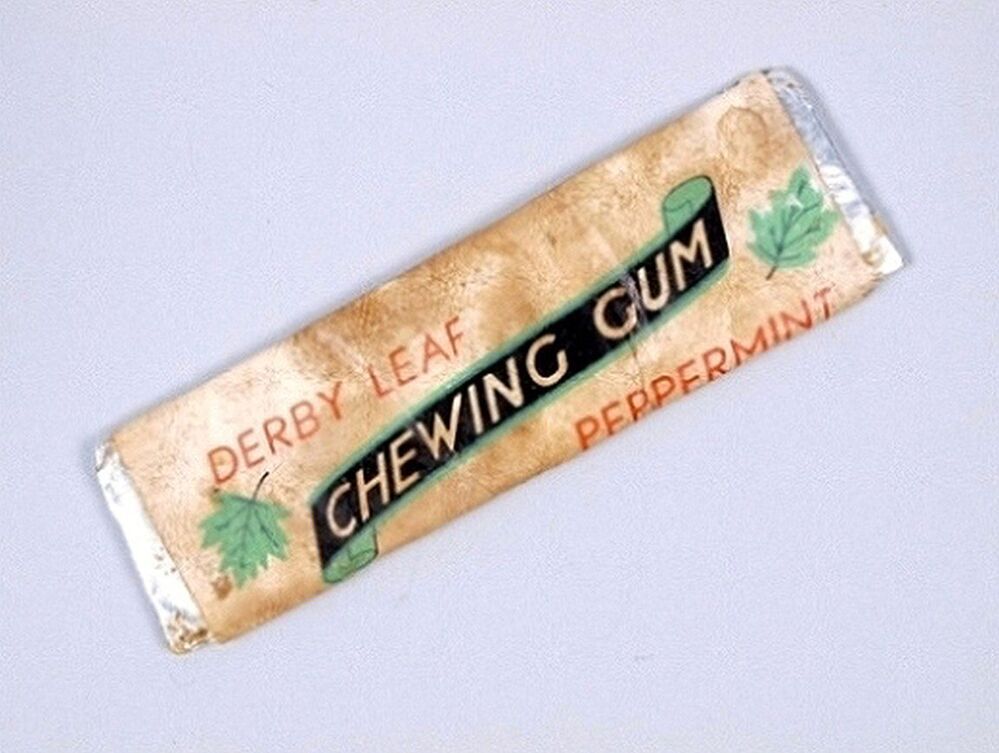 DERBY LEAF
CHEWING GUM
PEPPERMINT